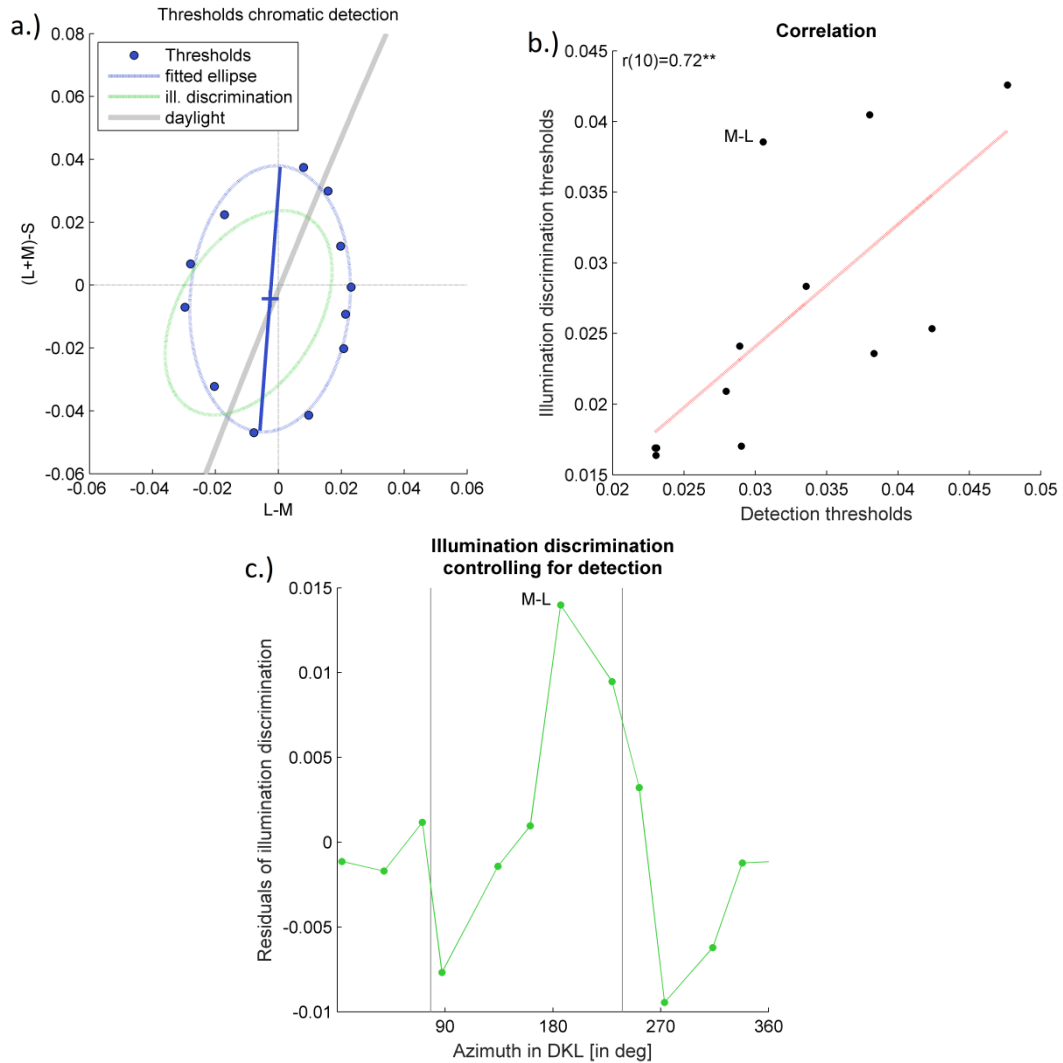 a.)
Thresholds chromatic detection
Thresholds
fitted ellipse
ill. discrimination
daylight
0.08
0.06
0.04
0.02
0
-0.02
-0.04
-0.06
(L+M)-S
-0.06
-0.04
-0.02
0
0.02
0.04
0.06
L-M
b.)
Correlation
r(10)=0.72**
M-L
0.045
0.04
0.035
0.03
0.025
0.02
0.015
Illumination discrimination thresholds
0.02
0.025
0.03
0.035
0.04
0.045
0.05
Detection thresholds
c.)
Illumination discrimination
controlling for detection
M-L
0.015
0.01
0.005
0
-0.005
-0.01
Residuals of illumination discrimination
90
180
270
360
Azimuth in DKL [in deg]